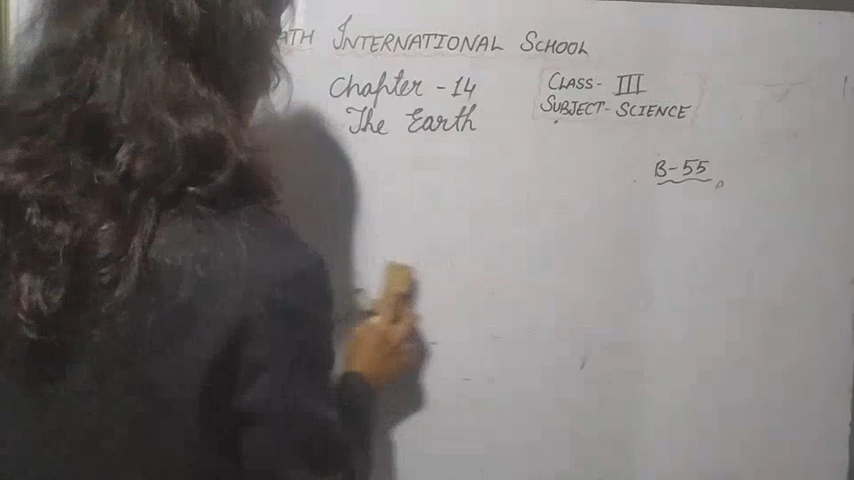 INTERNATIONAL SCHOOL
Chapter - 14
The Earth
CLASS - III
SUBJECT - SCIENCE
B-55